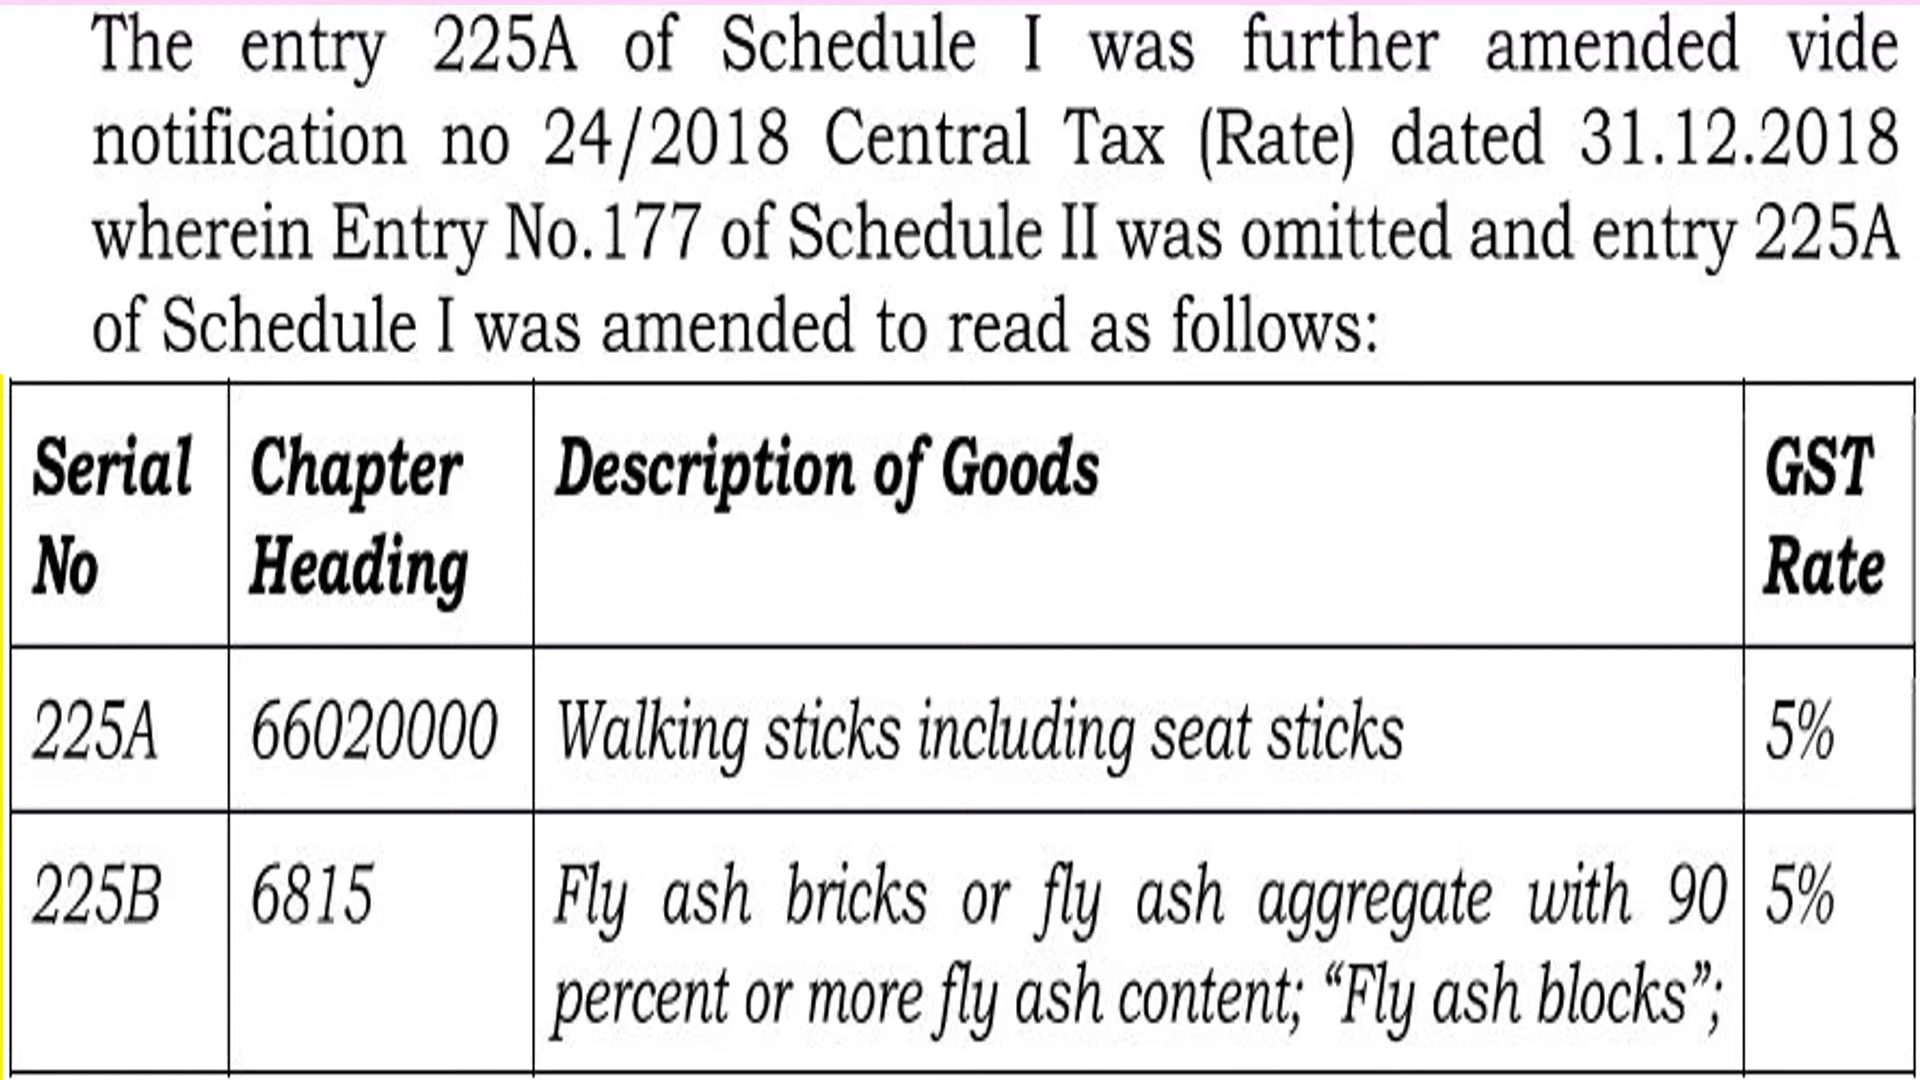 The entry 225A of Schedule I was further amended vide
notification no 24/2018 Central Tax (Rate) dated 31.12.2018
wherein Entry No.177 of Schedule II was omitted and entry 225A
of Schedule I was amended to read as follows:
Serial No Chapter Heading Description of Goods GST Rate
225A 66020000 Walking sticks including seat sticks 5%
225B 6815 Fly ash bricks or fly ash aggregate with 90 5%
percent or more fly ash content; “Fly ash blocks”;